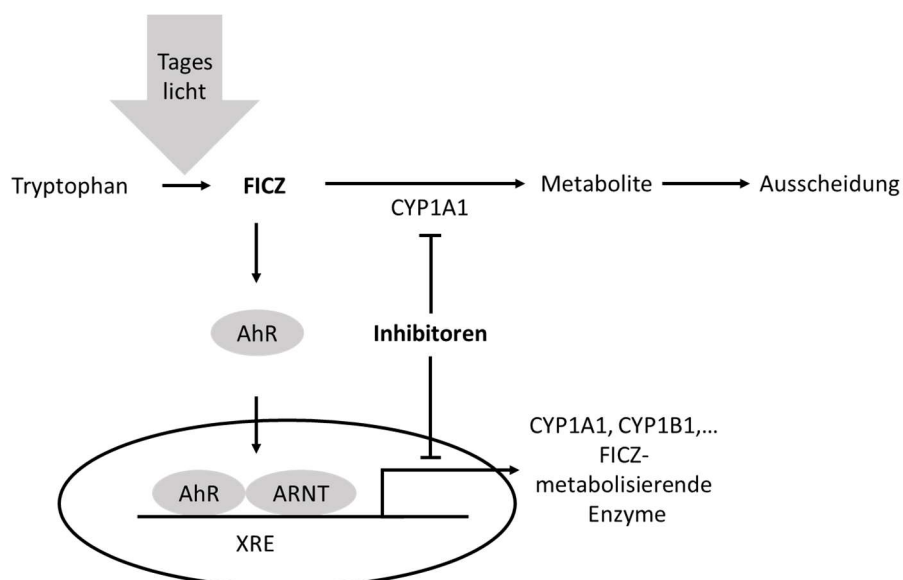 Tages
licht
Tryptophan
FICZ
Metabolite
Ausscheidung
CYP1A1
AhR
Inhibitoren
CYP1A1, CYP1B1,...
FICZ-
metabolisierende
Enzyme
AhR
ARNT
XRE